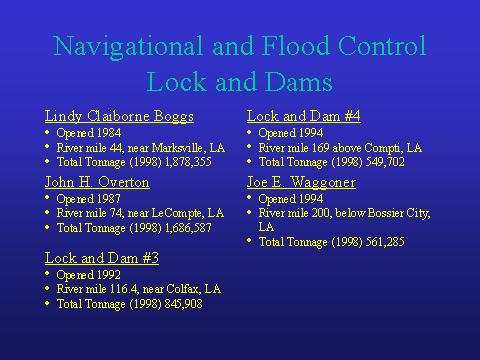 Navigational and Flood Control
Lock and Dams
Lindy Claiborne Boggs
• Opened 1984
• River mile 44, near Marksville, LA
• Total Tonnage (1998) 1,878,355
John H. Overton
• Opened 1987
• River mile 74, near LeCompte, LA
• Total Tonnage (1998) 1,686,587
Lock and Dam #3
• Opened 1992
• River mile 116.4, near Colfax, LA
• Total Tonnage (1998) 845,908
Lock and Dam #4
• Opened 1994
• River mile 169 above Compti, LA
• Total Tonnage (1998) 549,702
Joe E. Waggoner
• Opened 1994
• River mile 200, below Bossier City,
LA
• Total Tonnage (1998) 561,285